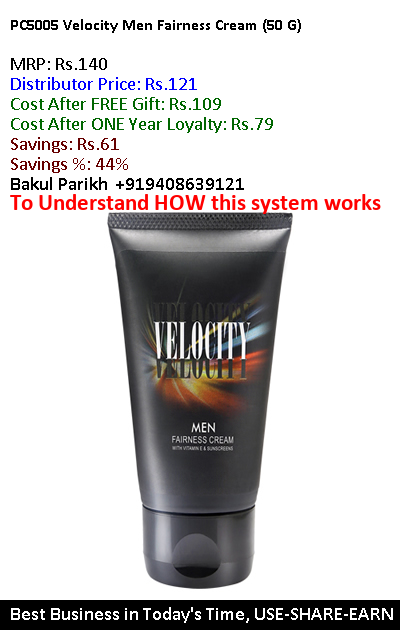 PC5005 Velocity Men Fairness Cream (50 G)
MRP: Rs.140
Distributor Price: Rs.121
Cost After FREE Gift: Rs.109
Cost After ONE Year Loyalty: Rs.79
Savings: Rs.61
Savings %: 44%
Bakul Parikh +919408639121
To Understand HOW this system works
VELOCITY
VELOCITY
MEN
FAIRNESS CREAM
WITH VITAMIN E & SUNSCREENS
Best Business in Today's Time, USE-SHARE-EARN